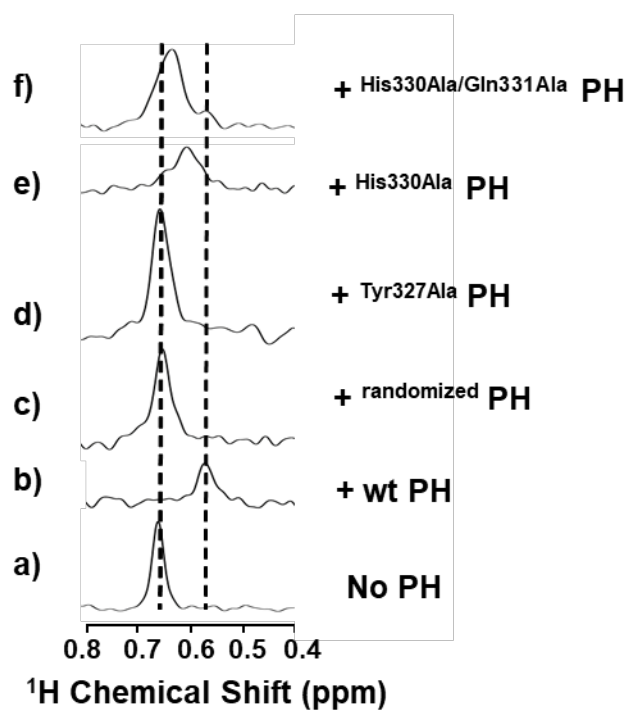 f) + His330Ala/Gln331Ala PH
e) + His330Ala PH
d) + Tyr327Ala PH
c) + randomized PH
b) + wt PH
a) No PH
0.8 0.7 0.6 0.5 0.4
1H Chemical Shift (ppm)